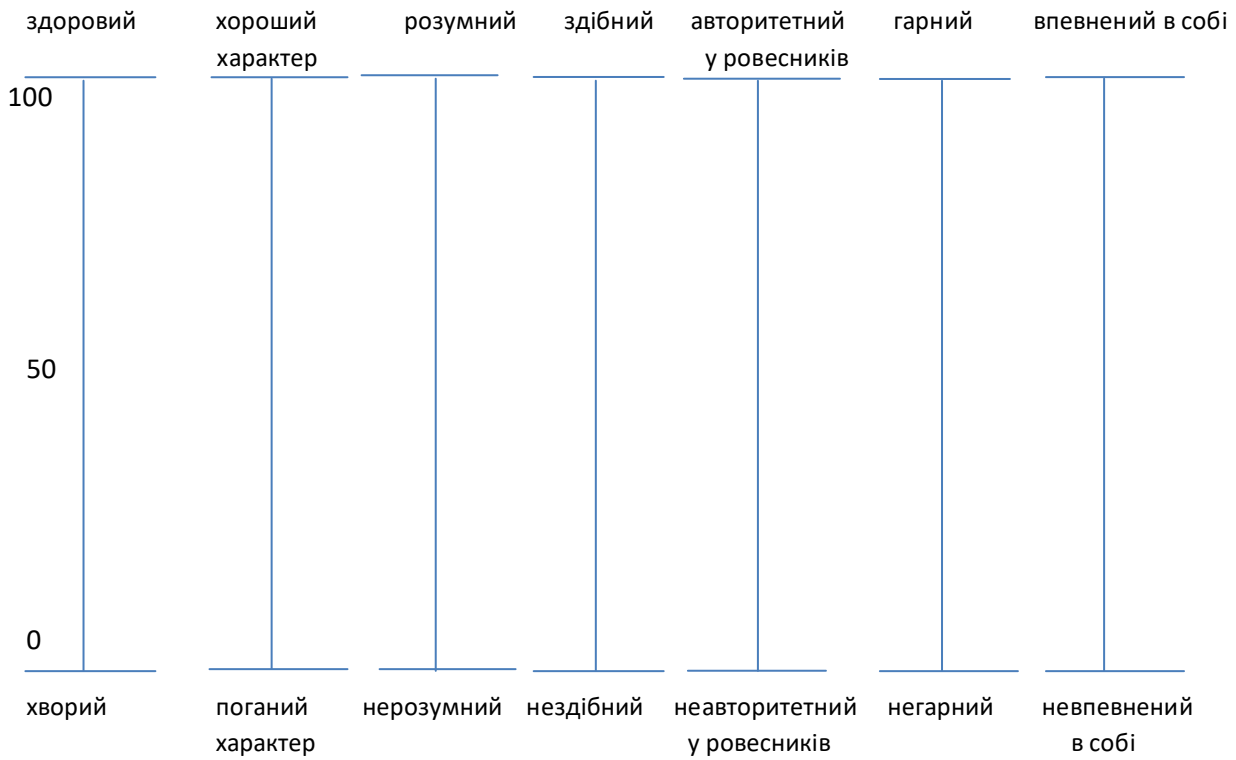 здоровий хороший розумний здібний авторитетний гарний впевнений в собі
характер у ровесників
100
50
0
хворий поганий нерозумний нездібний неавторитетний негарний невпевнений
характер у ровесників в собі